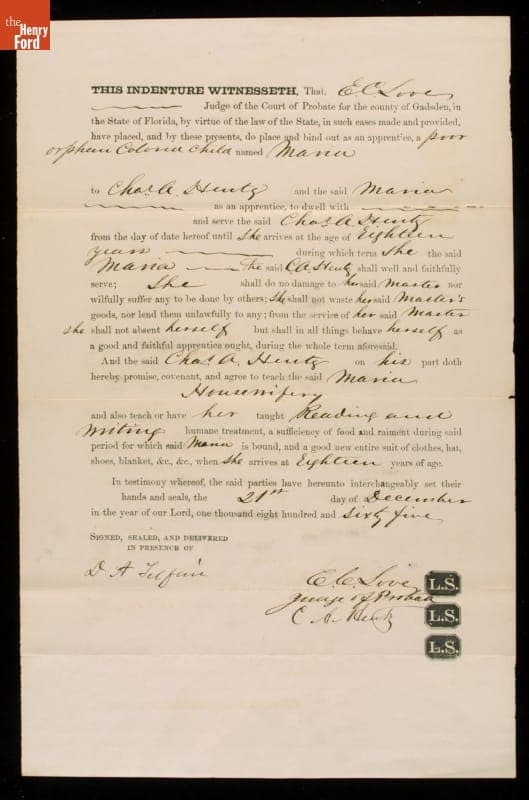 the
Henry
Ford
THIS INDENTURE WITNESSETH, That, E C Love
Judge of the Court of Probate for the county of Gadsden, in
the State of Florida, by virtue of the law of the State, in such cases made and provided,
have placed, and by these presents, do place and bind out as an apprentice, a poor
orphan Colored Child named Maria
to Chas. A. Hentz and the said Maria
as an apprentice, to dwell with
and serve the said Chas. A. Hentz
from the day of date hereof until She arrives at the age of Eighteen
years during which term She the said
Maria The said C A Hentz shall well and faithfully
serve; She shall do no damage to her said Master nor
wilfully suffer any to be done by others; She shall not waste her said Master's
goods, nor lend them unlawfully to any; from the service of her said Master
she shall not absent herself but shall in all things behave herself as
a good and faithful apprentice ought, during the whole term aforesaid.
And the said Chas. A. Hentz on his part doth
hereby promise, covenant, and agree to teach the said Maria
Housewifery
and also teach or have her taught Reading and
writing humane treatment, a sufficiency of food and raiment during said
period for which said Maria is bound, and a good new entire suit of clothes, hat,
shoes, blanket, &c., &c., when She arrives at Eighteen years of age.
In testimony whereof, the said parties have hereunto interchangeably set their
hands and seals, the 21st day of December
in the year of our Lord, one thousand eight hundred and Sixty five
SIGNED, SEALED, AND DELIVERED
IN PRESENCE OF
D A Telfair
E. C. Love L.S.
Judge of Probate
C A Hentz L.S.
L.S.